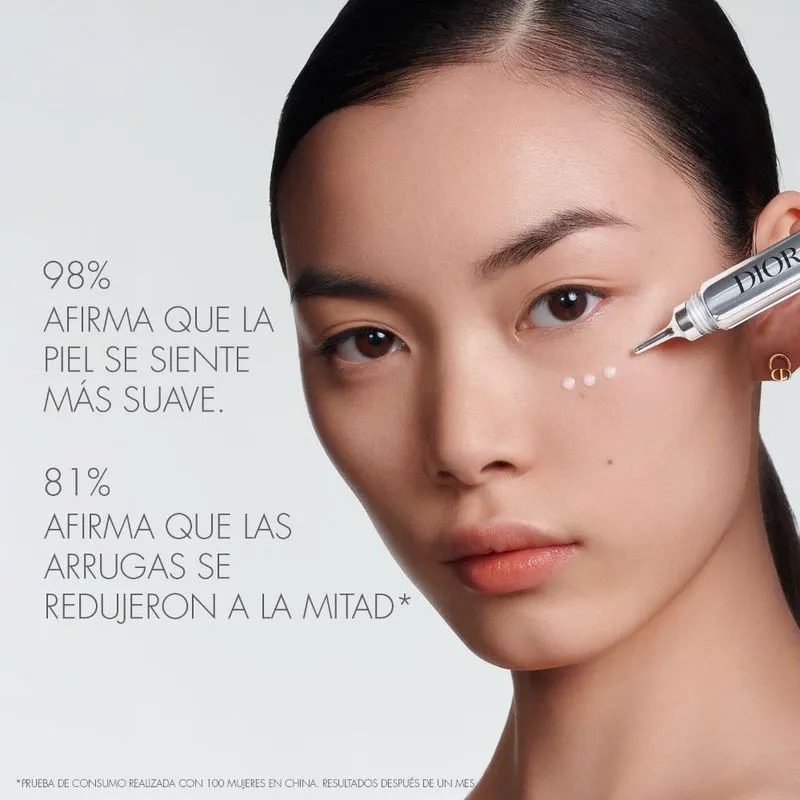 98%
AFIRMA QUE LA
PIEL SE SIENTE
MÁS SUAVE.
81%
AFIRMA QUE LAS
ARRUGAS SE
REDUJERON A LA MITAD*
DIOR
*PRUEBA DE CONSUMO REALIZADA CON 100 MUJERES EN CHINA. RESULTADOS DESPUÉS DE UN MES